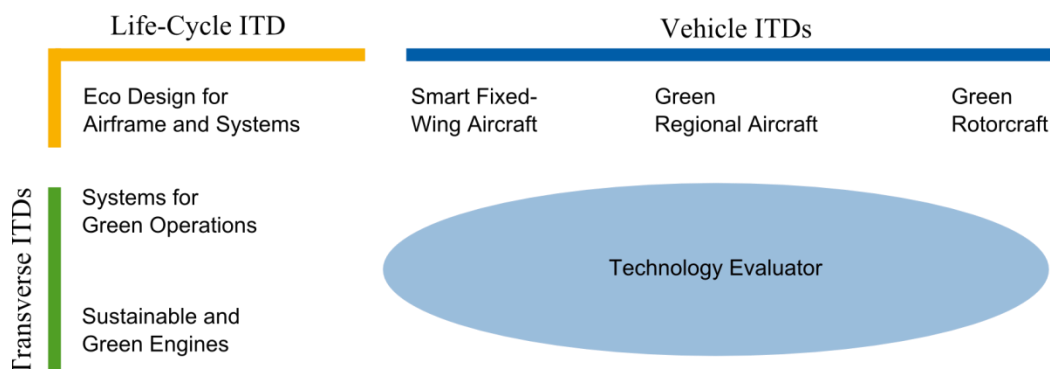 Life-Cycle ITD
Vehicle ITDs
Eco Design for
Airframe and Systems
Smart Fixed-
Wing Aircraft
Green
Regional Aircraft
Green
Rotorcraft
Transverse ITDs
Systems for
Green Operations
Technology Evaluator
Sustainable and
Green Engines